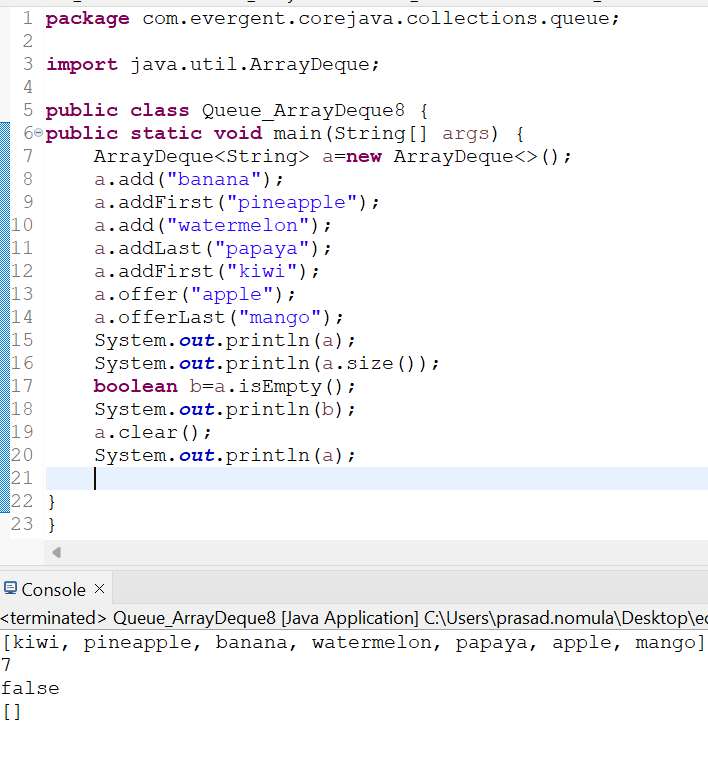 1 package com.evergent.corejava.collections.queue;
2
3 import java.util.ArrayDeque;
4
5 public class Queue_ArrayDeque8 {
6 public static void main(String[] args) {
7     ArrayDeque<String> a=new ArrayDeque<>();
8     a.add("banana");
9     a.addFirst("pineapple");
10     a.add("watermelon");
11     a.addLast("papaya");
12     a.addFirst("kiwi");
13     a.offer("apple");
14     a.offerLast("mango");
15     System.out.println(a);
16     System.out.println(a.size());
17     boolean b=a.isEmpty();
18     System.out.println(b);
19     a.clear();
20     System.out.println(a);
21
22 }
23 }
Console
<terminated> Queue_ArrayDeque8 [Java Application] C:\Users\prasad.nomula\Desktop\ec
[kiwi, pineapple, banana, watermelon, papaya, apple, mango]
7
false
[]